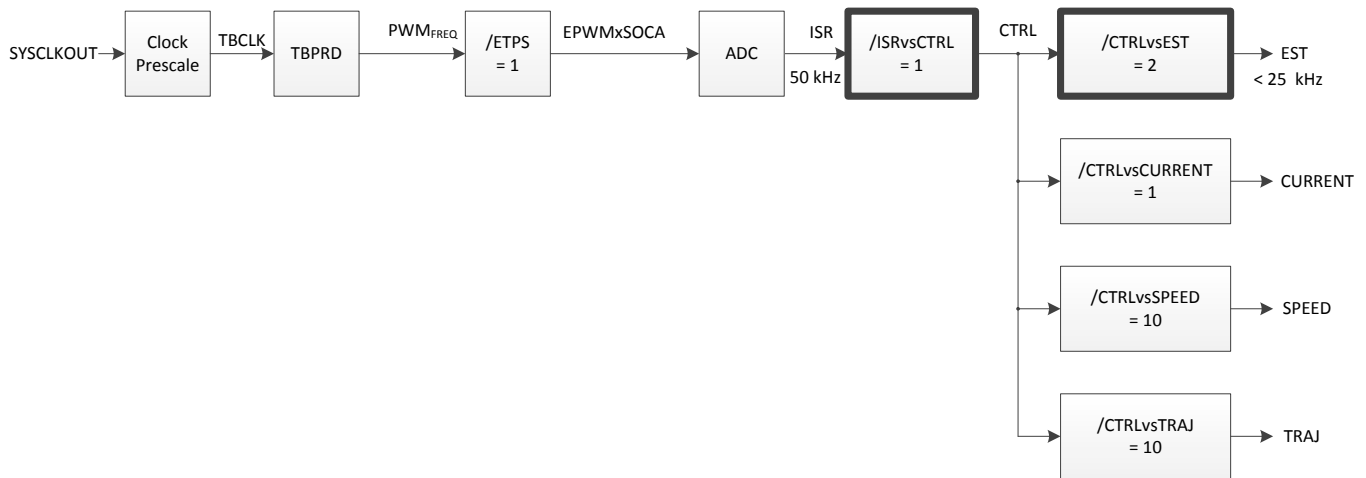 SYSCLKOUT
Clock
Prescale
TBCLK
TBPRD
PWMFREQ
/ETPS
= 1
EPWMxSOCA
ADC
ISR
50 kHz
/ISRvsCTRL
= 1
CTRL
/CTRLvsEST
= 2
EST
< 25 kHz
/CTRLvsCURRENT
= 1
CURRENT
/CTRLvsSPEED
= 10
SPEED
/CTRLvsTRAJ
= 10
TRAJ